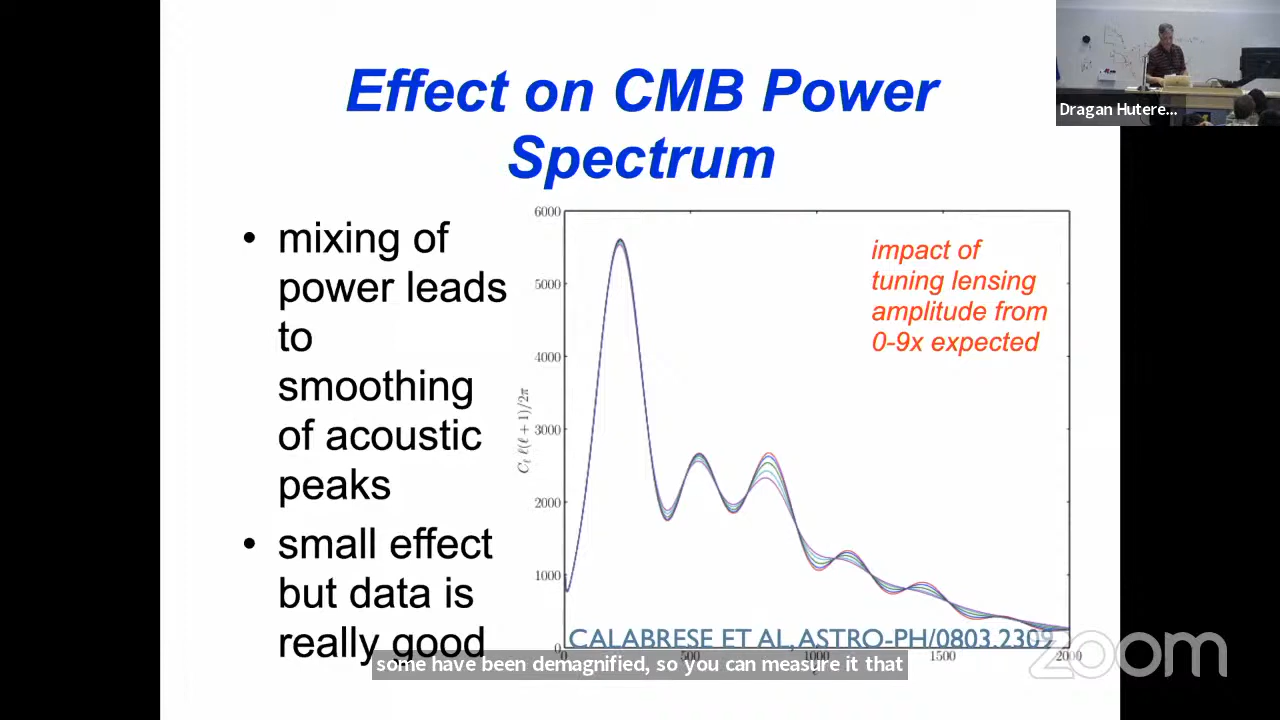 Effect on CMB Power
Spectrum
Dragan Hutere...
• mixing of
power leads
to
smoothing
of acoustic
peaks
• small effect
but data is
really good
impact of
tuning lensing
amplitude from
0-9x expected
6000
5000
4000
3000
2000
1000
0
C_ℓ ℓ(ℓ + 1)/2π
500
1500
2000
CALABRESE ET AL, ASTRO-PH/0803.2309
some have been demagnified, so you can measure it that
zoom